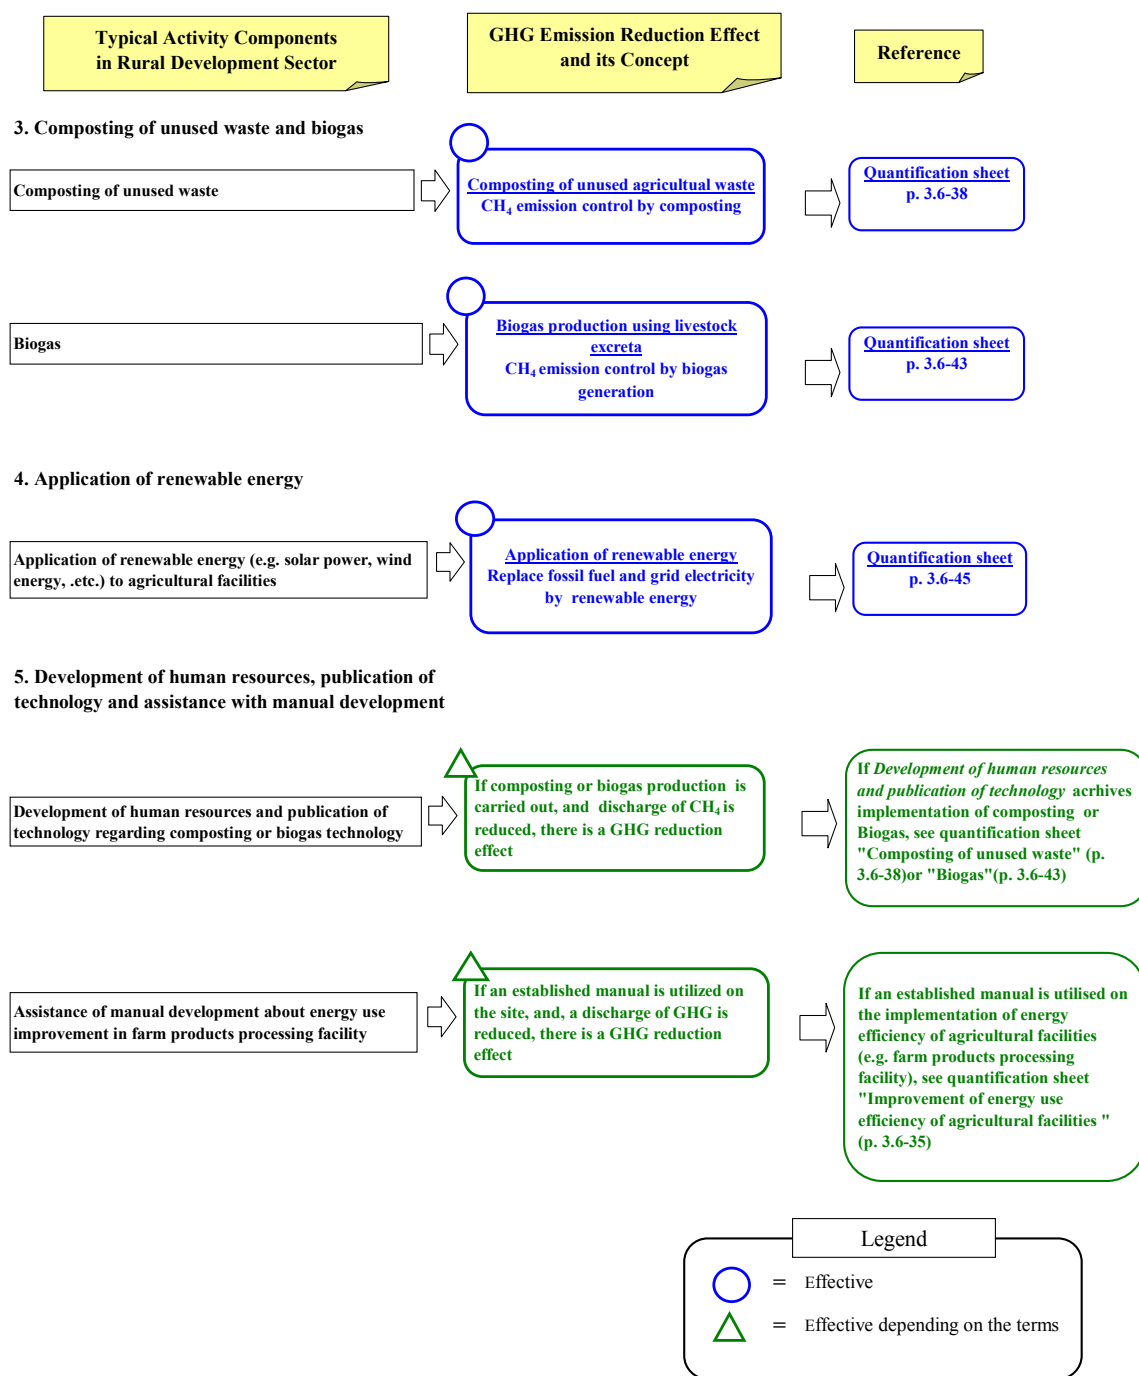 Typical Activity Components
in Rural Development Sector
GHG Emission Reduction Effect
and its Concept
Reference
3. Composting of unused waste and biogas
Composting of unused waste
Composting of unused agricultual waste
CH₄ emission control by composting
Quantification sheet
p. 3.6-38
Biogas
Biogas production using livestock
excreta
CH₄ emission control by biogas
generation
Quantification sheet
p. 3.6-43
4. Application of renewable energy
Application of renewable energy (e.g. solar power, wind
energy, .etc.) to agricultural facilities
Application of renewable energy
Replace fossil fuel and grid electricity
by renewable energy
Quantification sheet
p. 3.6-45
5. Development of human resources, publication of
technology and assistance with manual development
Development of human resources and publication of
technology regarding composting or biogas technology
If composting or biogas production is
carried out, and discharge of CH₄ is
reduced, there is a GHG reduction
effect
If Development of human resources
and publication of technology acrhives
implementation of composting or
Biogas, see quantification sheet
"Composting of unused waste" (p.
3.6-38)or "Biogas"(p. 3.6-43)
Assistance of manual development about energy use
improvement in farm products processing facility
If an established manual is utilized on
the site, and, a discharge of GHG is
reduced, there is a GHG reduction
effect
If an established manual is utilised on
the implementation of energy
efficiency of agricultural facilities
(e.g. farm products processing
facility), see quantification sheet
"Improvement of energy use
efficiency of agricultural facilities "
(p. 3.6-35)
Legend
= Effective
= Effective depending on the terms